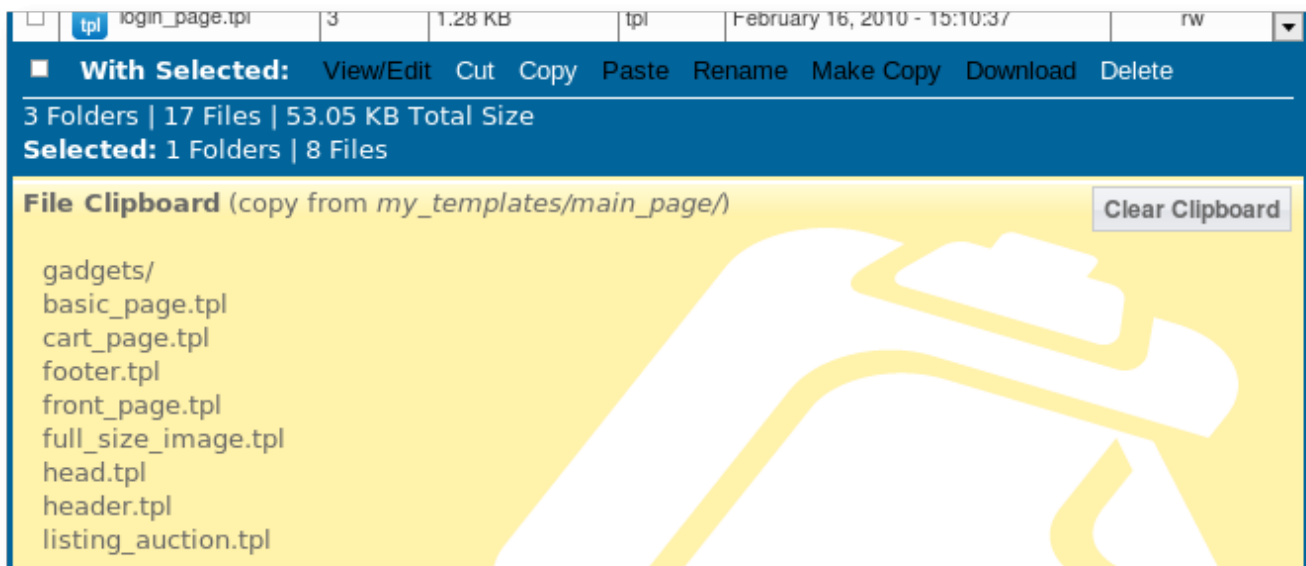 tpl login_page.tpl 3 1.28 KB tpl February 16, 2010 - 15:10:37 rw
With Selected: View/Edit Cut Copy Paste Rename Make Copy Download Delete
3 Folders | 17 Files | 53.05 KB Total Size
Selected: 1 Folders | 8 Files
File Clipboard (copy from my_templates/main_page/) Clear Clipboard
gadgets/
basic_page.tpl
cart_page.tpl
footer.tpl
front_page.tpl
full_size_image.tpl
head.tpl
header.tpl
listing_auction.tpl